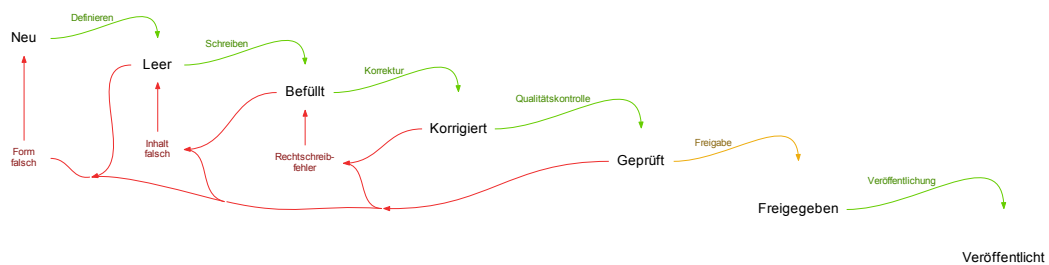 Definieren
Neu
Schreiben
Leer
Korrektur
Befüllt
Qualitätskontrolle
Korrigiert
Freigabe
Form
falsch
Inhalt
falsch
Rechtschreib-
fehler
Geprüft
Veröffentlichung
Freigegeben
Veröffentlicht